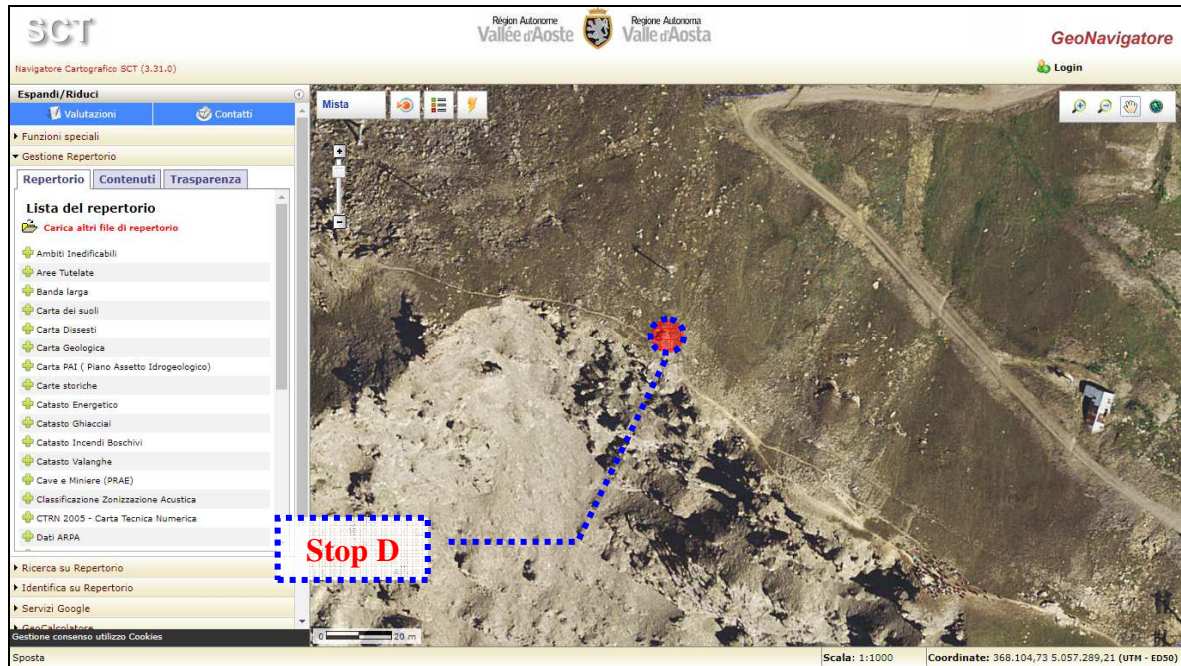 SCT
Région Autonome
Vallée d'Aoste
Regione Autonoma
Valle d'Aosta
GeoNavigatore
Navigatore Cartografico SCT (3.31.0)
Login
Espandi/Riduci
Valutazioni
Contatti
Funzioni speciali
Gestione Repertorio
Repertorio
Contenuti
Trasparenza
Lista del repertorio
Carica altri file di repertorio
Ambiti Inedificabili
Aree Tutelate
Banda larga
Carta dei suoli
Carta Dissesti
Carta Geologica
Carta PAI ( Piano Assetto Idrogeologico)
Carte storiche
Catasto Energetico
Catasto Ghiacciai
Catasto Incendi Boschivi
Catasto Valanghe
Cave e Miniere (PRAE)
Classificazione Zonizzazione Acustica
CTRN 2005 - Carta Tecnica Numerica
Dati ARPA
Ricerca su Repertorio
Identifica su Repertorio
Servizi Google
GeoCalcolatore
Gestione consenso utilizzo Cookies
Sposta
Mista
Stop D
0 20 m
Scala: 1:1000
Coordinate: 368.104,73 5.057.289,21 (UTM - ED50)